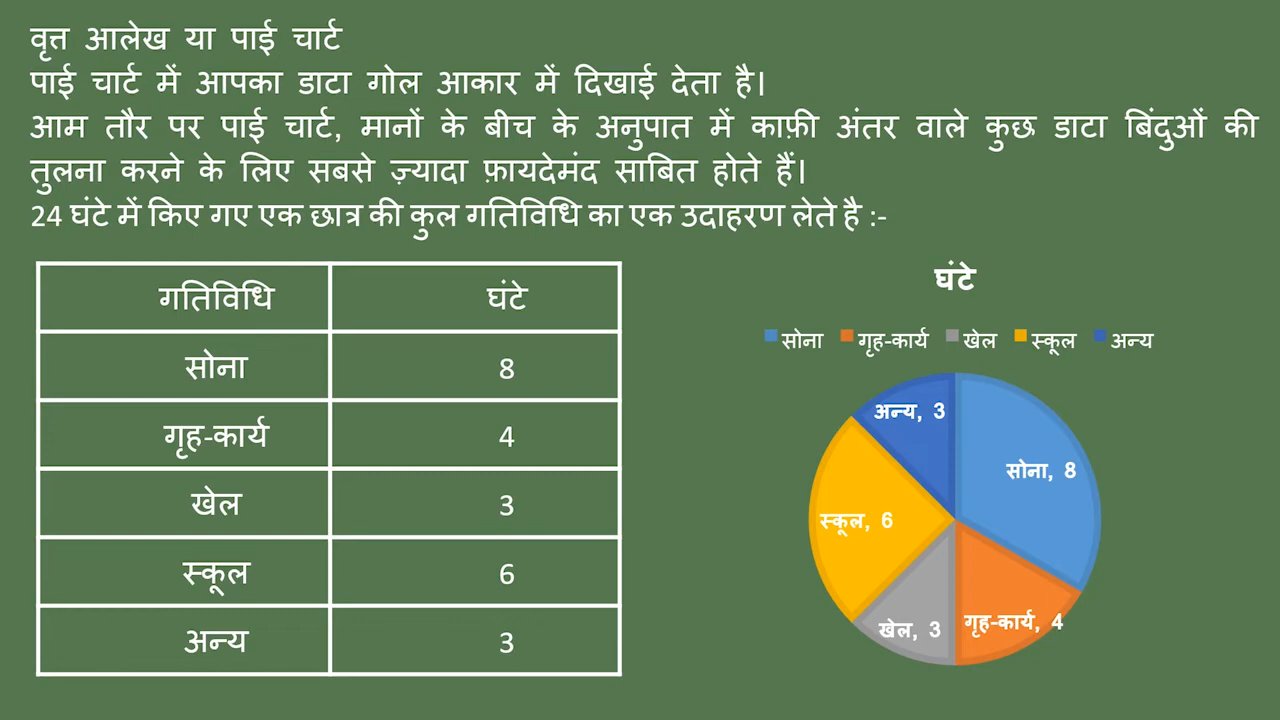 वृत्त आलेख या पाई चार्ट
पाई चार्ट में आपका डाटा गोल आकार में दिखाई देता है।
आम तौर पर पाई चार्ट, मानों के बीच के अनुपात में काफ़ी अंतर वाले कुछ डाटा बिंदुओं की
तुलना करने के लिए सबसे ज़्यादा फ़ायदेमंद साबित होते हैं।
24 घंटे में किए गए एक छात्र की कुल गतिविधि का एक उदाहरण लेते है :-
गतिविधि घंटे
सोना 8
गृह-कार्य 4
खेल 3
स्कूल 6
अन्य 3
घंटे
सोना गृह-कार्य खेल स्कूल अन्य
अन्य, 3
सोना, 8
स्कूल, 6
गृह-कार्य, 4
खेल, 3